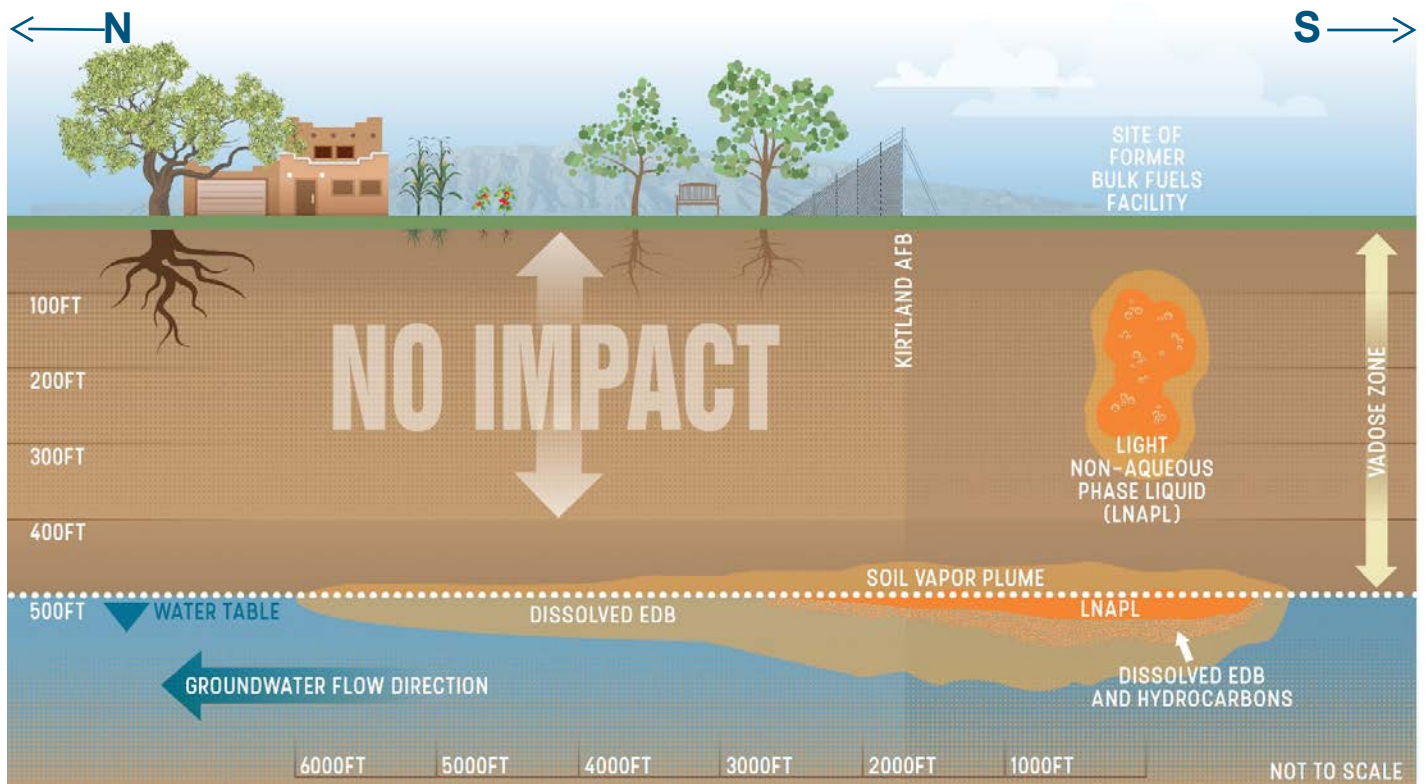 N
S
SITE OF
FORMER
BULK FUELS
FACILITY
KIRTLAND AFB
100FT
200FT
300FT
400FT
500FT
NO IMPACT
LIGHT
NON-AQUEOUS
PHASE LIQUID
(LNAPL)
VADOSE ZONE
SOIL VAPOR PLUME
WATER TABLE
DISSOLVED EDB
LNAPL
DISSOLVED EDB
AND HYDROCARBONS
GROUNDWATER FLOW DIRECTION
6000FT
5000FT
4000FT
3000FT
2000FT
1000FT
NOT TO SCALE